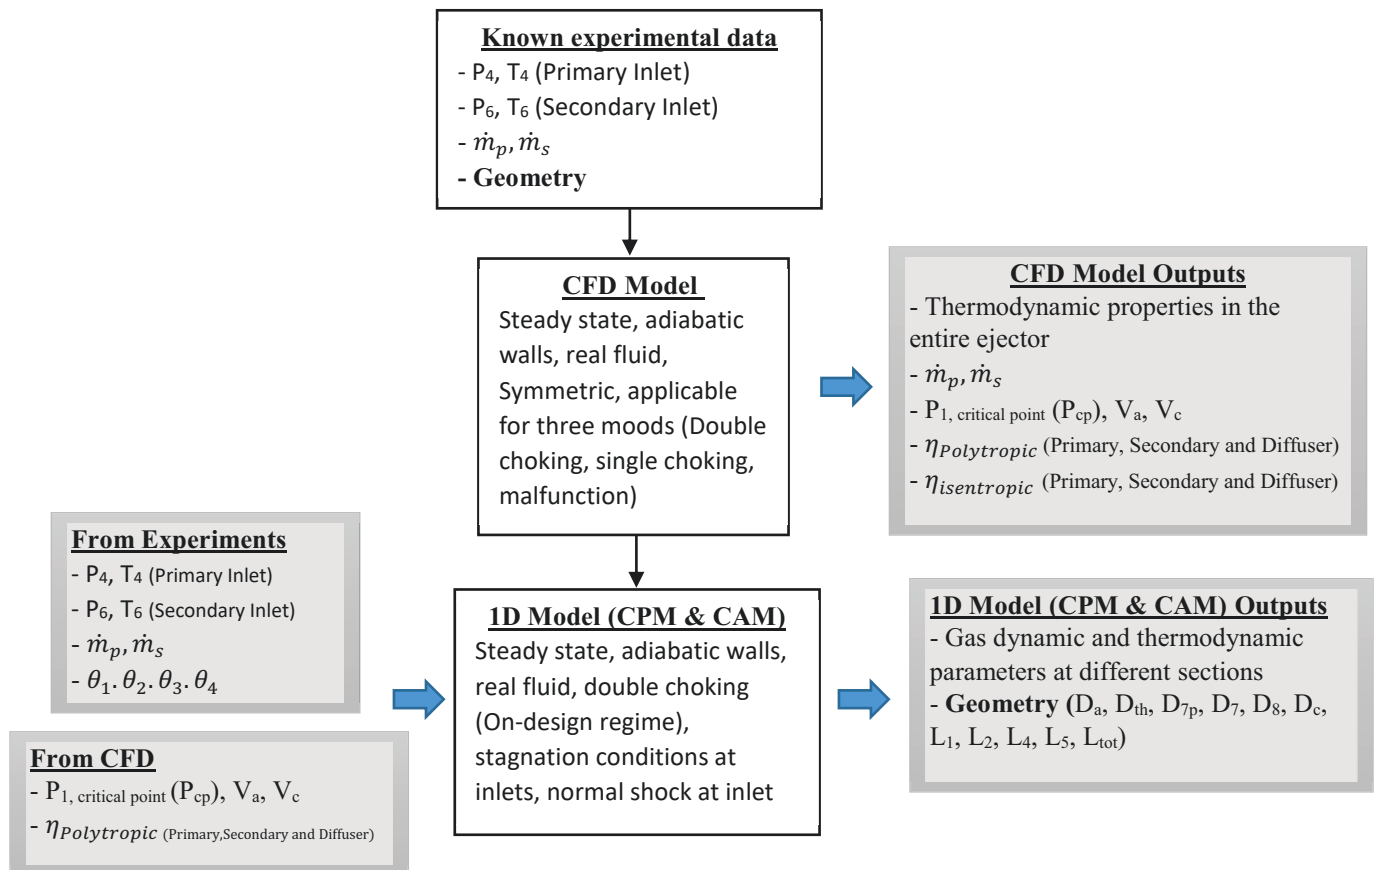 Known experimental data
- P₄, T₄ (Primary Inlet)
- P₆, T₆ (Secondary Inlet)
- ṁₚ, ṁₛ
- Geometry
CFD Model
Steady state, adiabatic
walls, real fluid,
Symmetric, applicable
for three moods (Double
choking, single choking,
malfunction)
CFD Model Outputs
- Thermodynamic properties in the
entire ejector
- ṁₚ, ṁₛ
- P₁, critical point (Pcp), Va, Vc
- ηPolytropic (Primary, Secondary and Diffuser)
- ηisentropic (Primary, Secondary and Diffuser)
From Experiments
- P₄, T₄ (Primary Inlet)
- P₆, T₆ (Secondary Inlet)
- ṁₚ, ṁₛ
- θ₁. θ₂. θ₃. θ₄
From CFD
- P₁, critical point (Pcp), Va, Vc
- ηPolytropic (Primary,Secondary and Diffuser)
1D Model (CPM & CAM)
Steady state, adiabatic walls,
real fluid, double choking
(On-design regime),
stagnation conditions at
inlets, normal shock at inlet
1D Model (CPM & CAM) Outputs
- Gas dynamic and thermodynamic
parameters at different sections
- Geometry (Da, Dth, D7p, D7, D8, Dc,
L1, L2, L4, L5, Ltot)